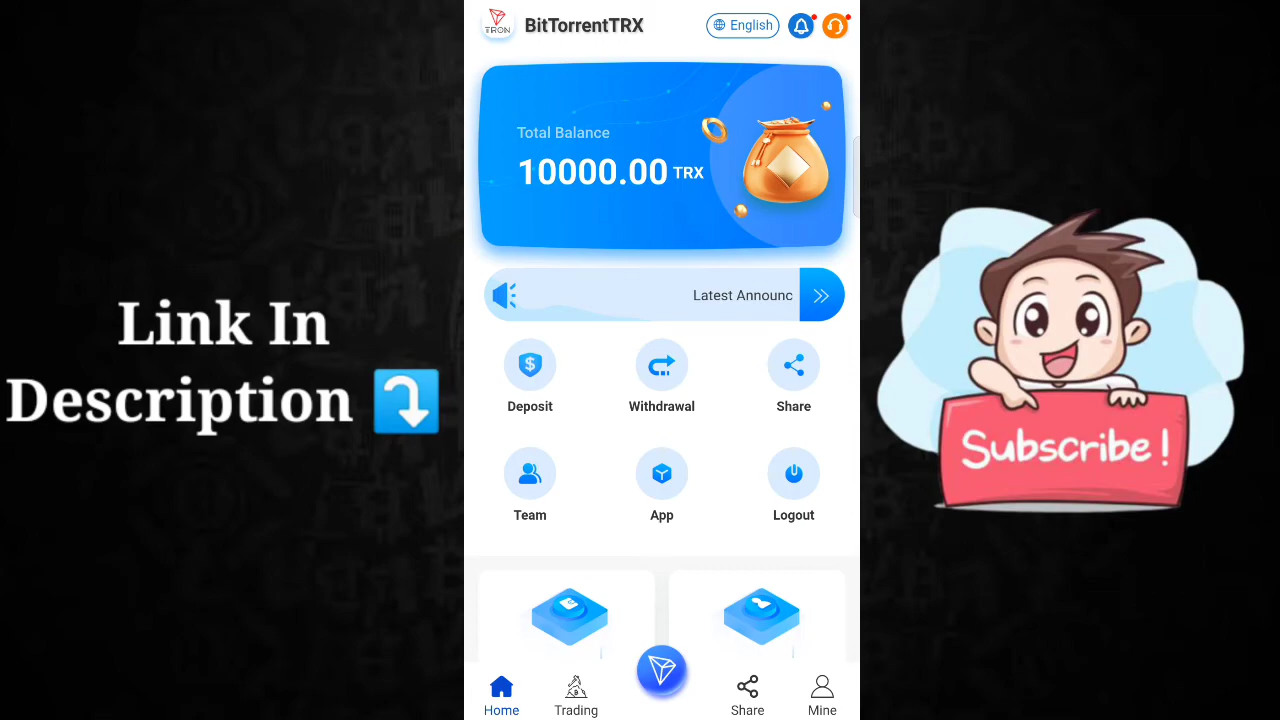 Link In
Description
TRON
BitTorrentTRX
English
Total Balance
10000.00 TRX
Latest Announc
Deposit
Withdrawal
Share
Team
App
Logout
Home
Trading
Share
Mine
Subscribe!